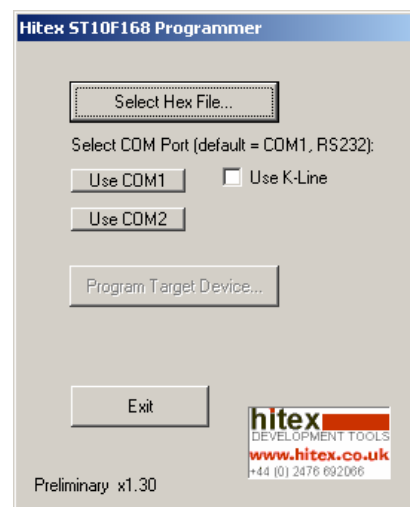 Hitex ST10F168 Programmer
Select Hex File...
Select COM Port (default = COM1, RS232):
Use COM1
Use K-Line
Use COM2
Program Target Device...
Exit
hitex
DEVELOPMENT TOOLS
www.hitex.co.uk
+44 (0) 2476 692066
Preliminary x1.30